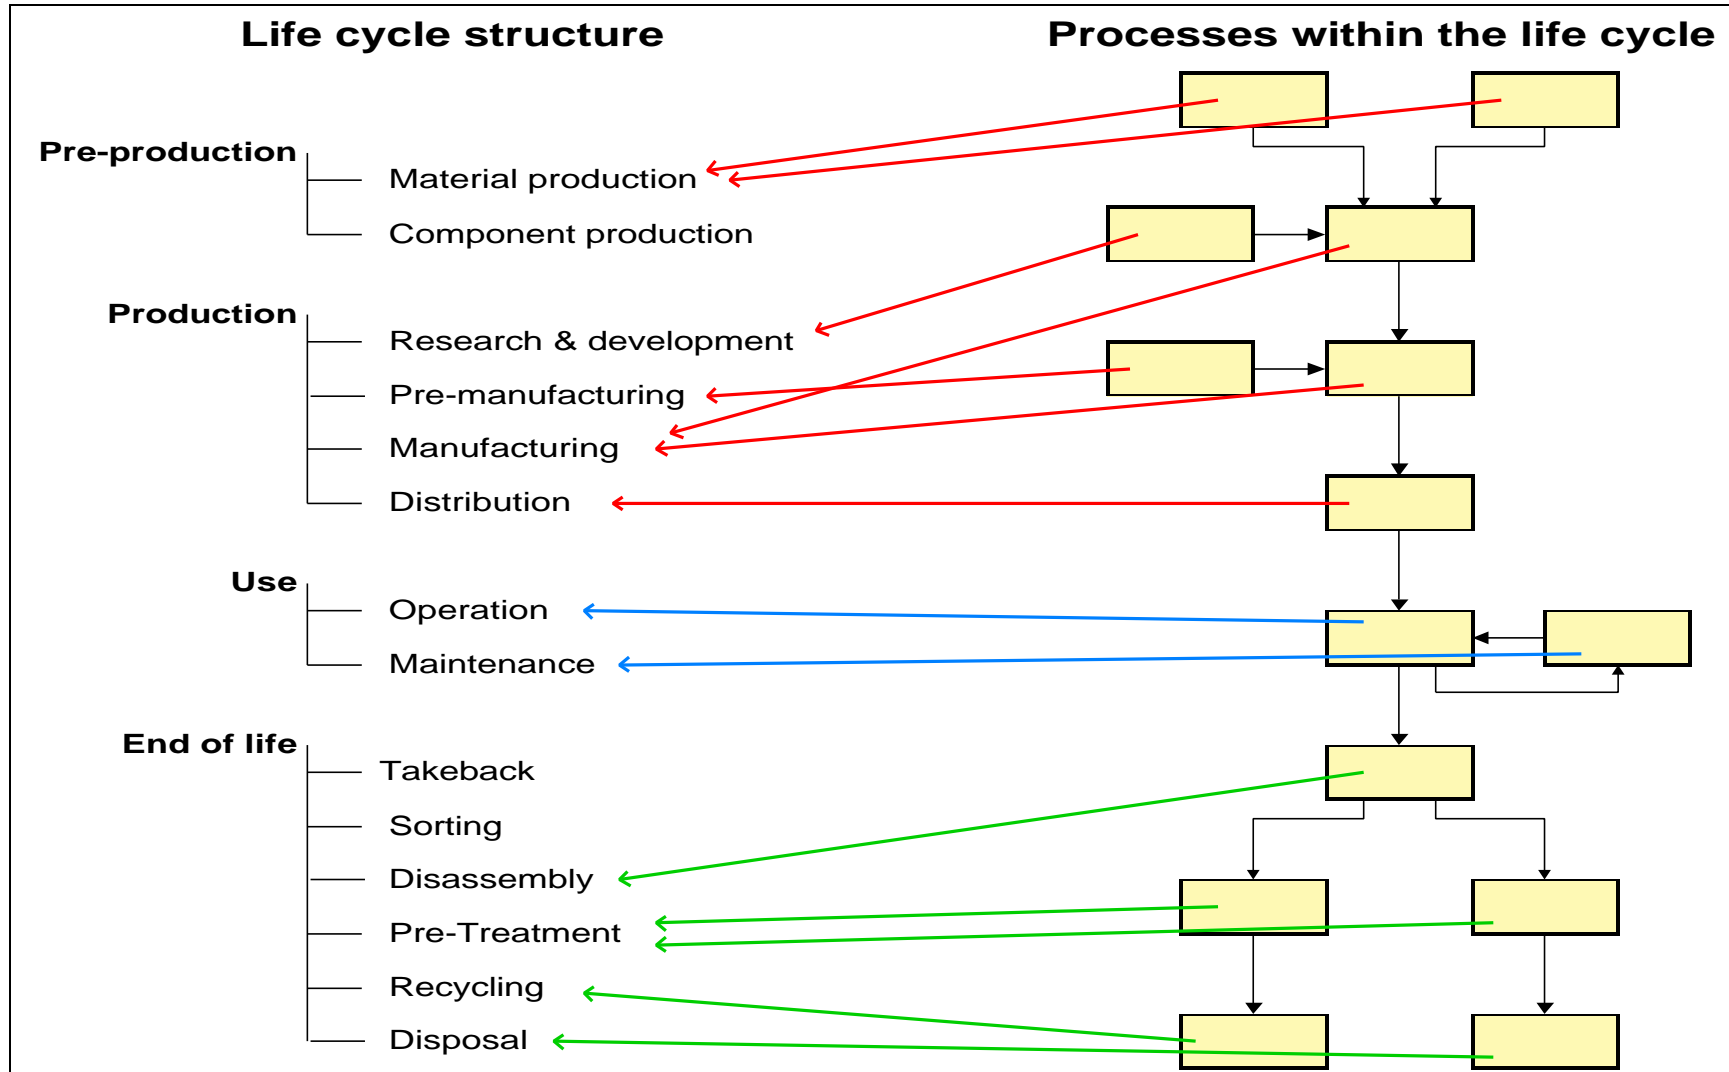 Life cycle structure
Processes within the life cycle
Pre-production
Material production
Component production
Production
Research & development
Pre-manufacturing
Manufacturing
Distribution
Use
Operation
Maintenance
End of life
Takeback
Sorting
Disassembly
Pre-Treatment
Recycling
Disposal